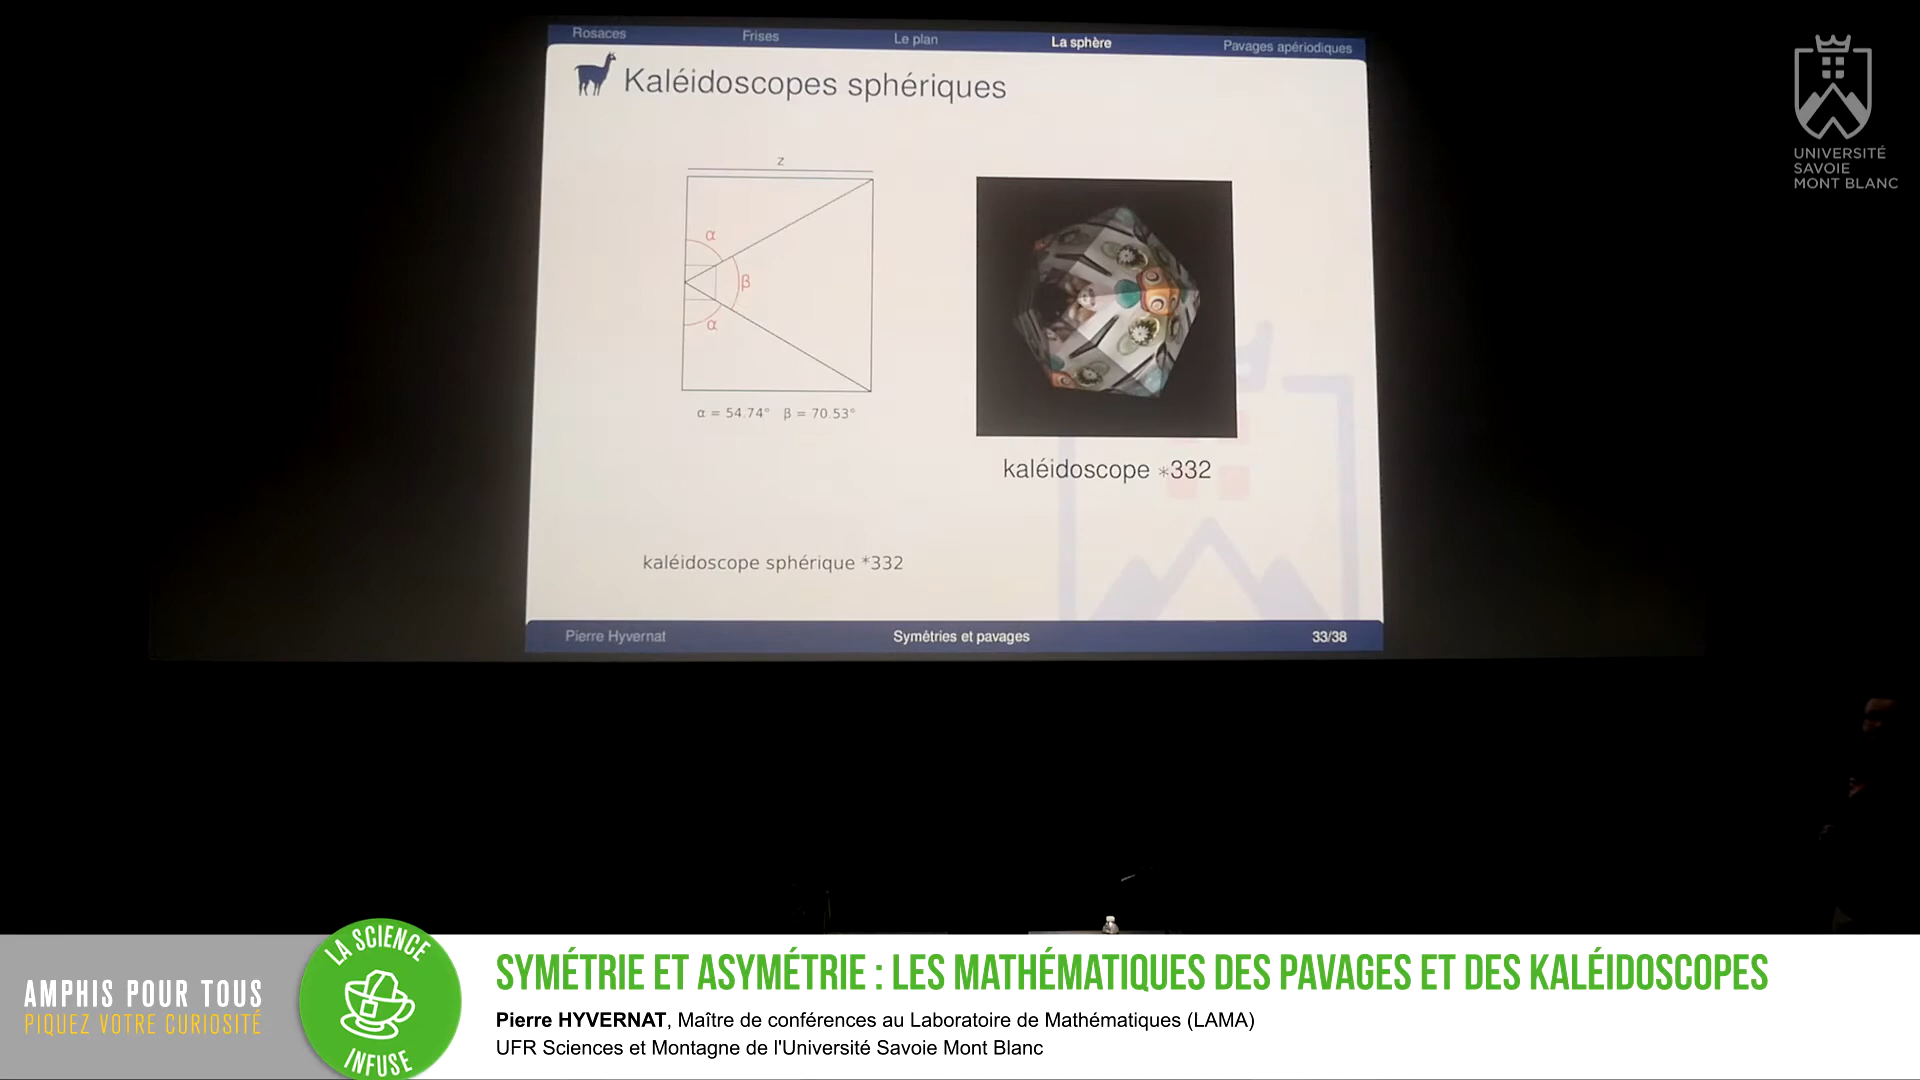 Rosaces Frises Le plan La sphère Pavages apériodiques
Kaléidoscopes sphériques
z
α
β
α
α = 54.74° β = 70.53°
kaléidoscope *332
kaléidoscope sphérique *332
Pierre Hyvernat Symétries et pavages 33/38
UNIVERSITÉ
SAVOIE
MONT BLANC
AMPHIS POUR TOUS
PIQUEZ VOTRE CURIOSITÉ
LA SCIENCE
INFUSE
SYMÉTRIE ET ASYMÉTRIE : LES MATHÉMATIQUES DES PAVAGES ET DES KALÉIDOSCOPES
Pierre HYVERNAT, Maître de conférences au Laboratoire de Mathématiques (LAMA)
UFR Sciences et Montagne de l'Université Savoie Mont Blanc